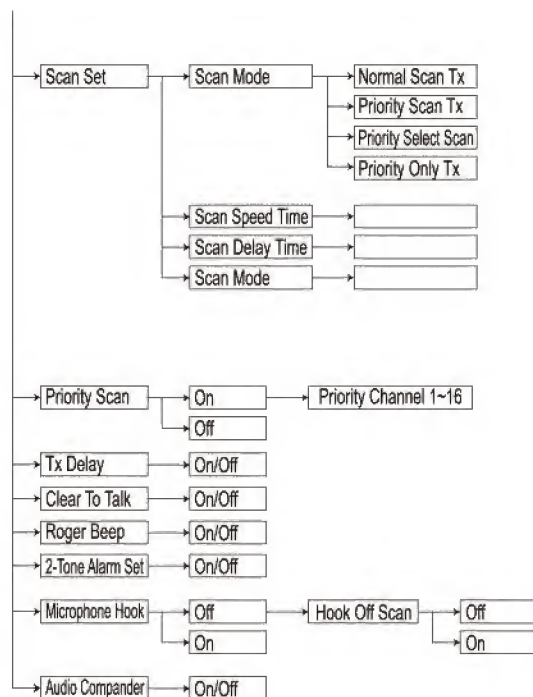 Scan Set
Scan Mode
Normal Scan Tx
Priority Scan Tx
Priority Select Scan
Priority Only Tx
Scan Speed Time
Scan Delay Time
Scan Mode
Priority Scan
On
Priority Channel 1~16
Off
Tx Delay
On/Off
Clear To Talk
On/Off
Roger Beep
On/Off
2-Tone Alarm Set
On/Off
Microphone Hook
Off
Hook Off Scan
Off
On
On
Audio Compander
On/Off